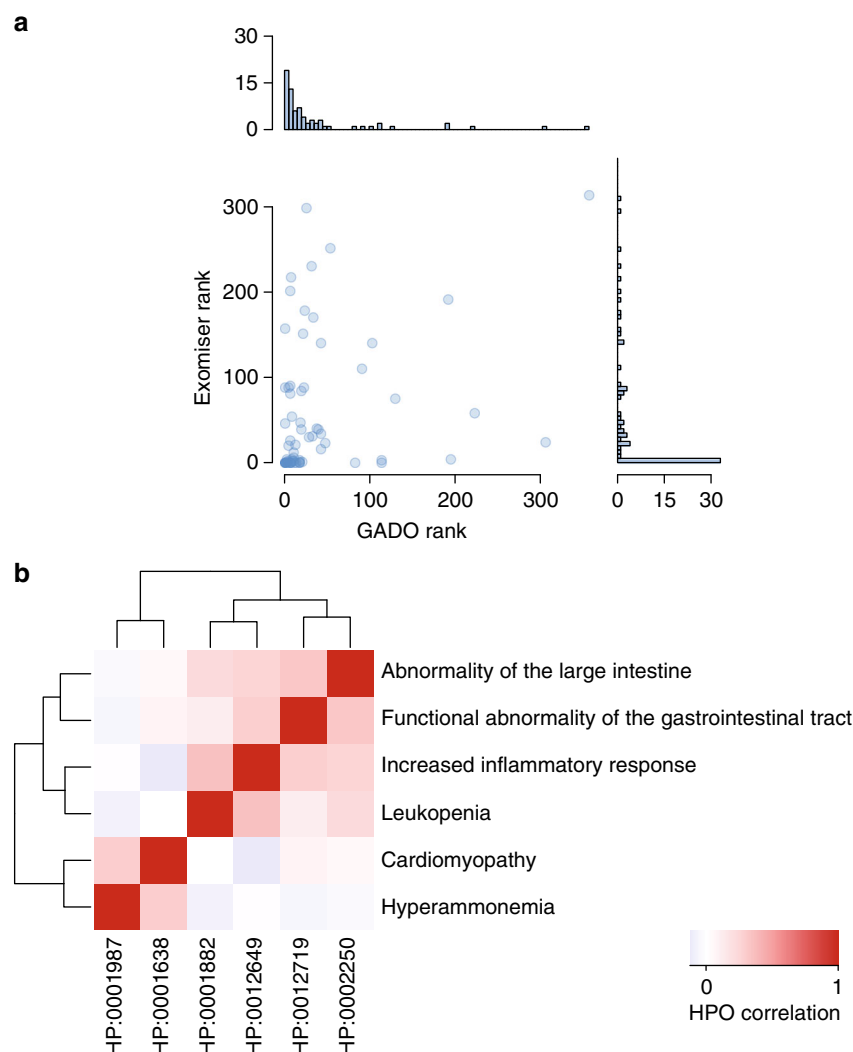 a
30
15
0
300
200
100
0
Exomiser rank
0
100
200
300
GADO rank
0
15
30
b
Abnormality of the large intestine
Functional abnormality of the gastrointestinal tract
Increased inflammatory response
Leukopenia
Cardiomyopathy
Hyperammonemia
HP:0001987
HP:0001638
HP:0001882
HP:0012649
HP:0012719
HP:0002250
0
1
HPO correlation